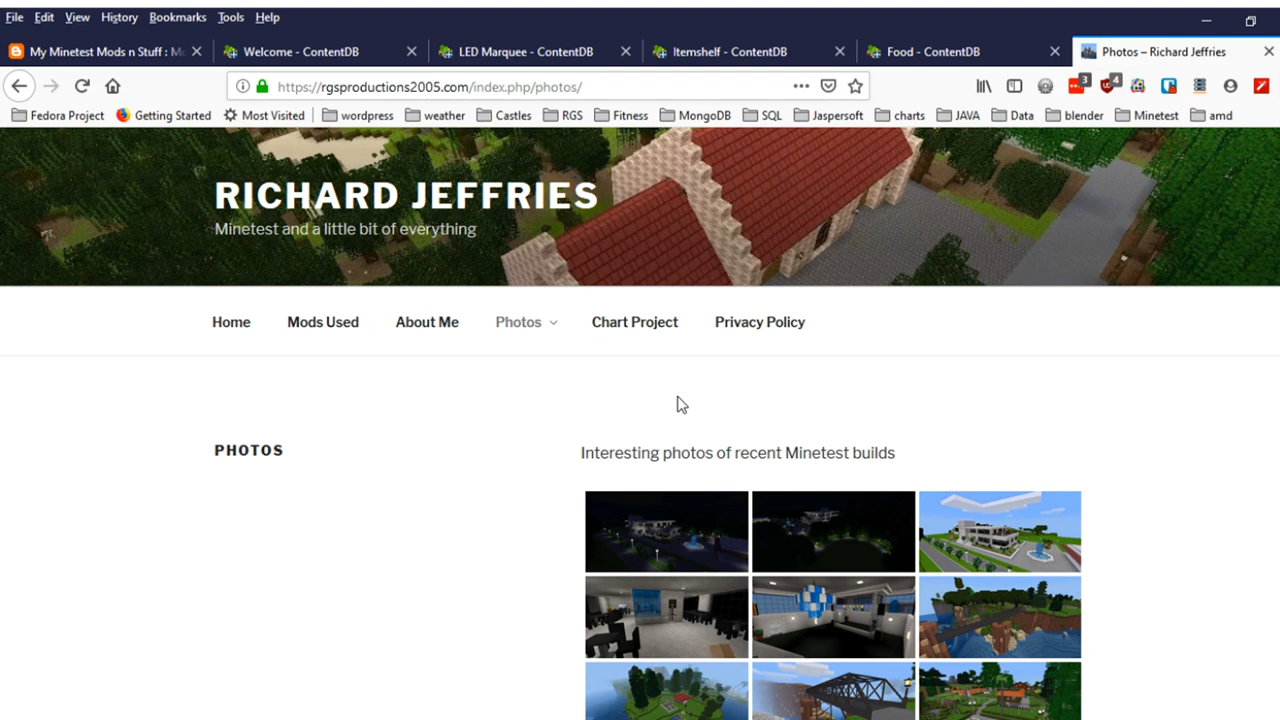 File Edit View History Bookmarks Tools Help
My Minetest Mods n Stuff : M
Welcome - ContentDB
LED Marquee - ContentDB
Itemshelf - ContentDB
Food - ContentDB
Photos – Richard Jeffries
https://rgsproductions2005.com/index.php/photos/
3
4
Fedora Project Getting Started Most Visited wordpress weather Castles RGS Fitness MongoDB SQL Jaspersoft charts JAVA Data blender Minetest amd
RICHARD JEFFRIES
Minetest and a little bit of everything
Home Mods Used About Me Photos Chart Project Privacy Policy
PHOTOS
Interesting photos of recent Minetest builds